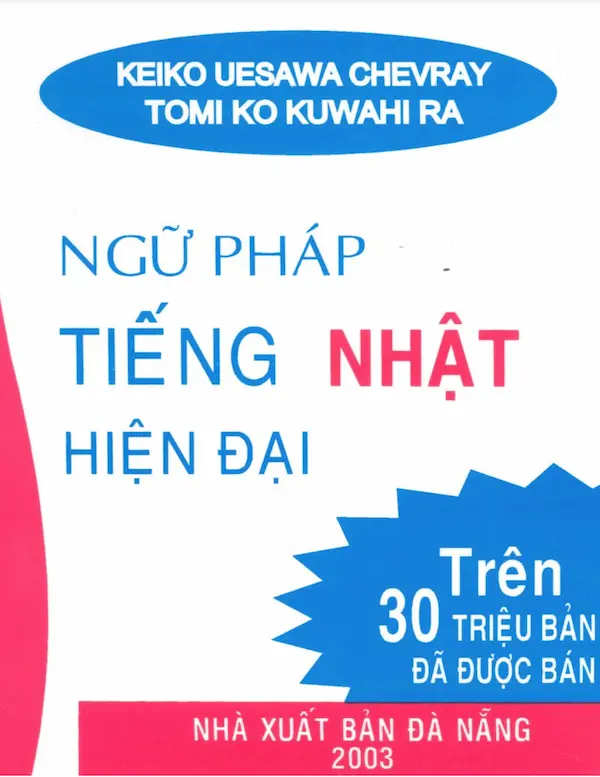 KEIKO UESAWA CHEVRAY
TOMI KO KUWAHI RA
NGỮ PHÁP
TIẾNG NHẬT
HIỆN ĐẠI
Trên
30 TRIỆU BẢN
ĐÃ ĐƯỢC BÁN
NHÀ XUẤT BẢN ĐÀ NẴNG
2003